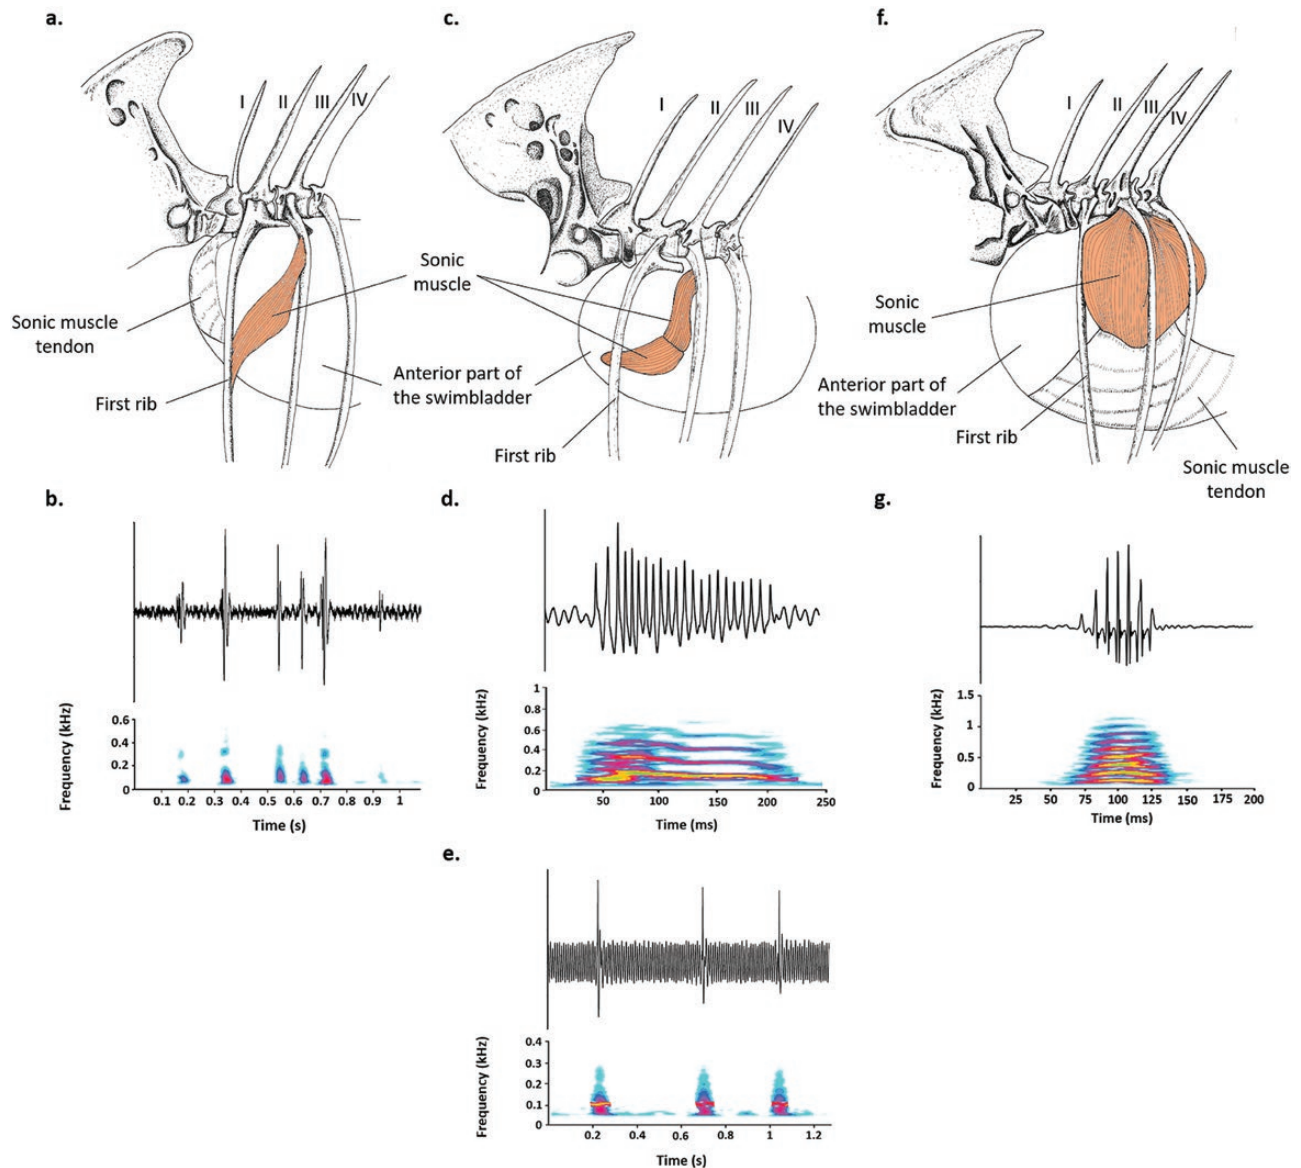 a.
c.
f.
I
II
III
IV
I
II
III
IV
I
II
III
IV
Sonic muscle
tendon
First rib
Sonic
muscle
Anterior part of
the swimbladder
First rib
Sonic
muscle
Anterior part of
the swimbladder
First rib
Sonic muscle
tendon
b.
Frequency (kHz)
0.6
0.4
0.2
0
0.1 0.2 0.3 0.4 0.5 0.6 0.7 0.8 0.9 1
Time (s)
d.
Frequency (kHz)
1
0.8
0.6
0.4
0.2
0
50 100 150 200 250
Time (ms)
g.
Frequency (kHz)
1.5
1
0.5
0
25 50 75 100 125 150 175 200
Time (ms)
e.
Frequency (kHz)
0.4
0.3
0.2
0.1
0
0.2 0.4 0.6 0.8 1 1.2
Time (s)